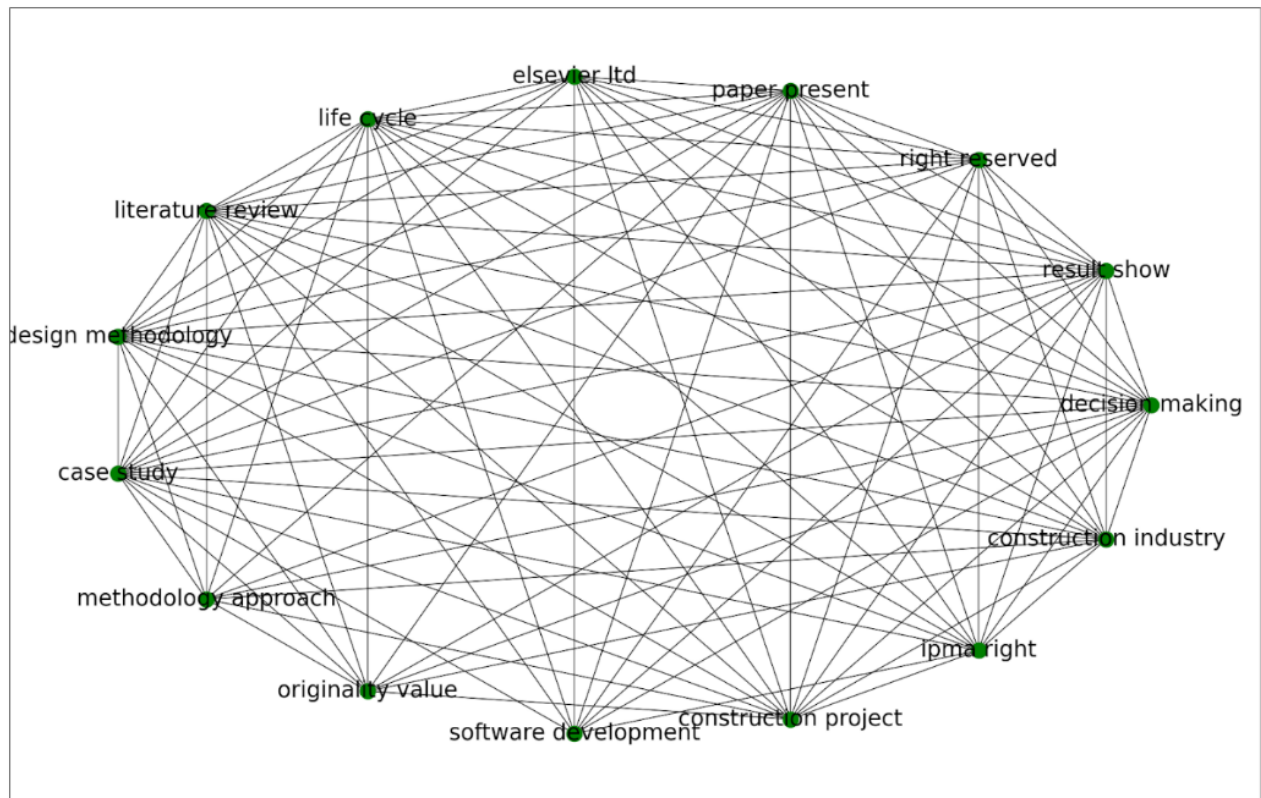 elsevier ltd
paper present
life cycle
right reserved
literature review
result show
design methodology
decision making
case study
construction industry
methodology approach
ipma right
originality value
construction project
software development